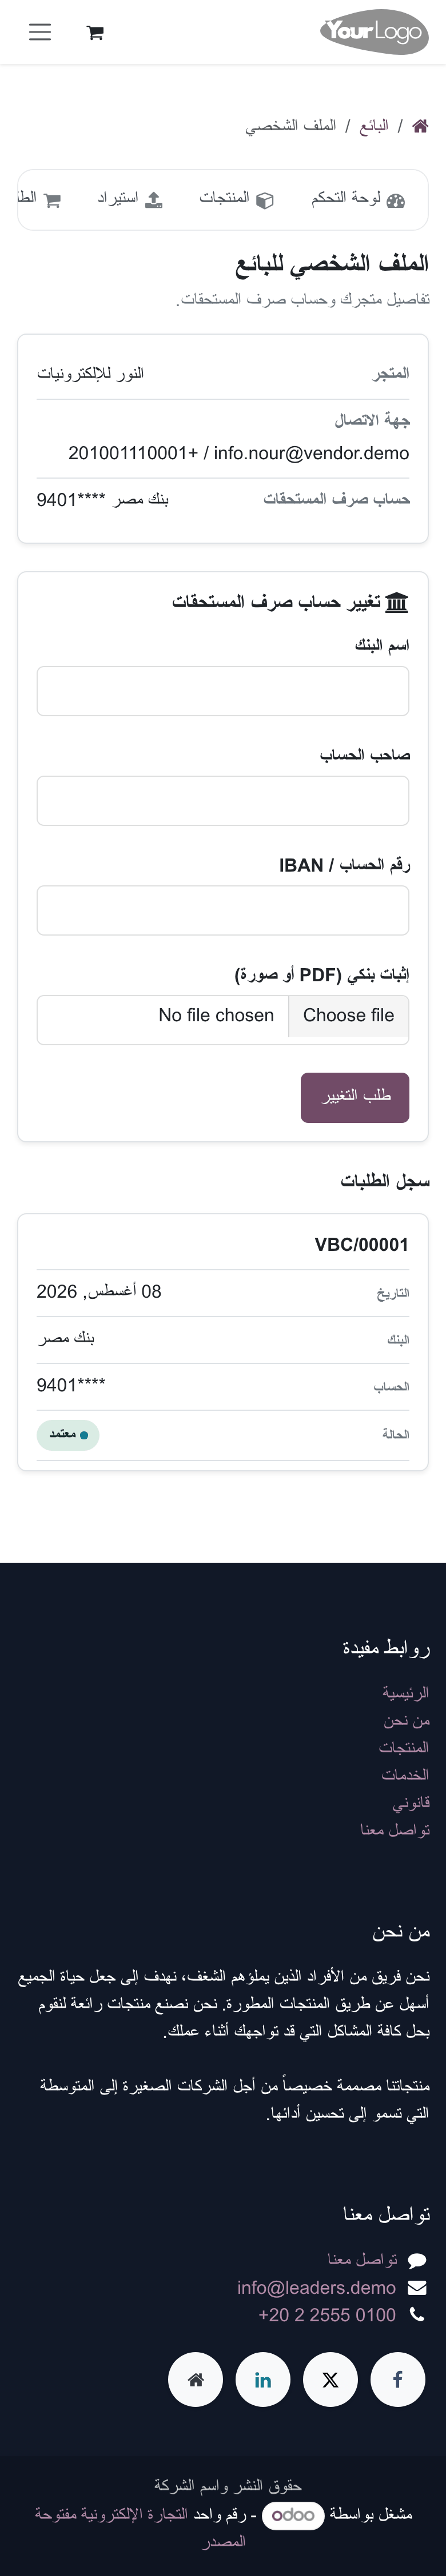 YourLogo
/ البائع / الملف الشخصي
لوحة التحكم المنتجات استيراد الط
الملف الشخصي للبائع
تفاصيل متجرك وحساب صرف المستحقات.
المتجر النور للإلكترونيات
جهة الاتصال
info.nour@vendor.demo / +201001110001
حساب صرف المستحقات بنك مصر ****9401
تغيير حساب صرف المستحقات
اسم البنك
صاحب الحساب
رقم الحساب / IBAN
إثبات بنكي (PDF أو صورة)
Choose file No file chosen
طلب التغيير
سجل الطلبات
VBC/00001
التاريخ 08 أغسطس, 2026
البنك بنك مصر
الحساب ****9401
الحالة معتمد
روابط مفيدة
الرئيسية
من نحن
المنتجات
الخدمات
قانوني
تواصل معنا
من نحن
نحن فريق من الأفراد الذين يملؤهم الشغف، نهدف إلى جعل حياة الجميع
أسهل عن طريق المنتجات المطورة. نحن نصنع منتجات رائعة لنقوم
بحل كافة المشاكل التي قد تواجهك أثناء عملك.
منتجاتنا مصممة خصيصاً من أجل الشركات الصغيرة إلى المتوسطة
التي تسمو إلى تحسين أدائها.
تواصل معنا
تواصل معنا
info@leaders.demo
+20 2 2555 0100
حقوق النشر واسم الشركة
مشغل بواسطة odoo - رقم واحد التجارة الإلكترونية مفتوحة
المصدر